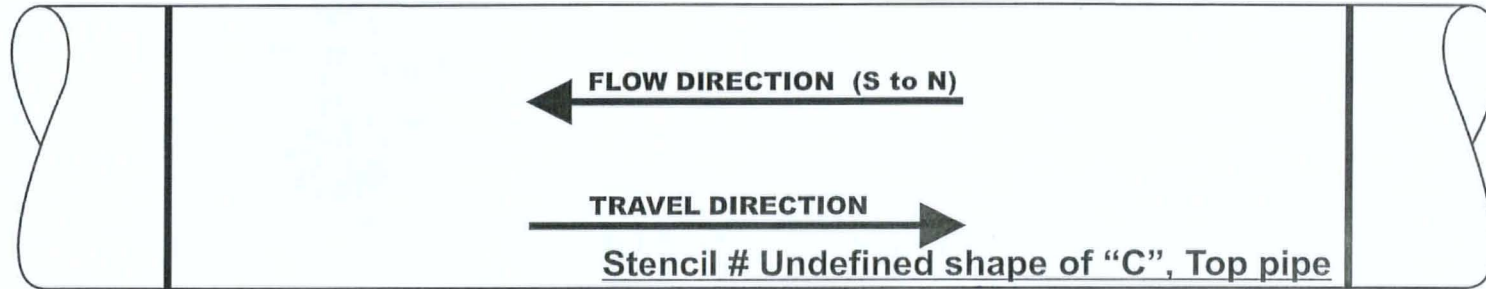 FLOW DIRECTION (S to N)
TRAVEL DIRECTION
Stencil # Undefined shape of “C”, Top pipe